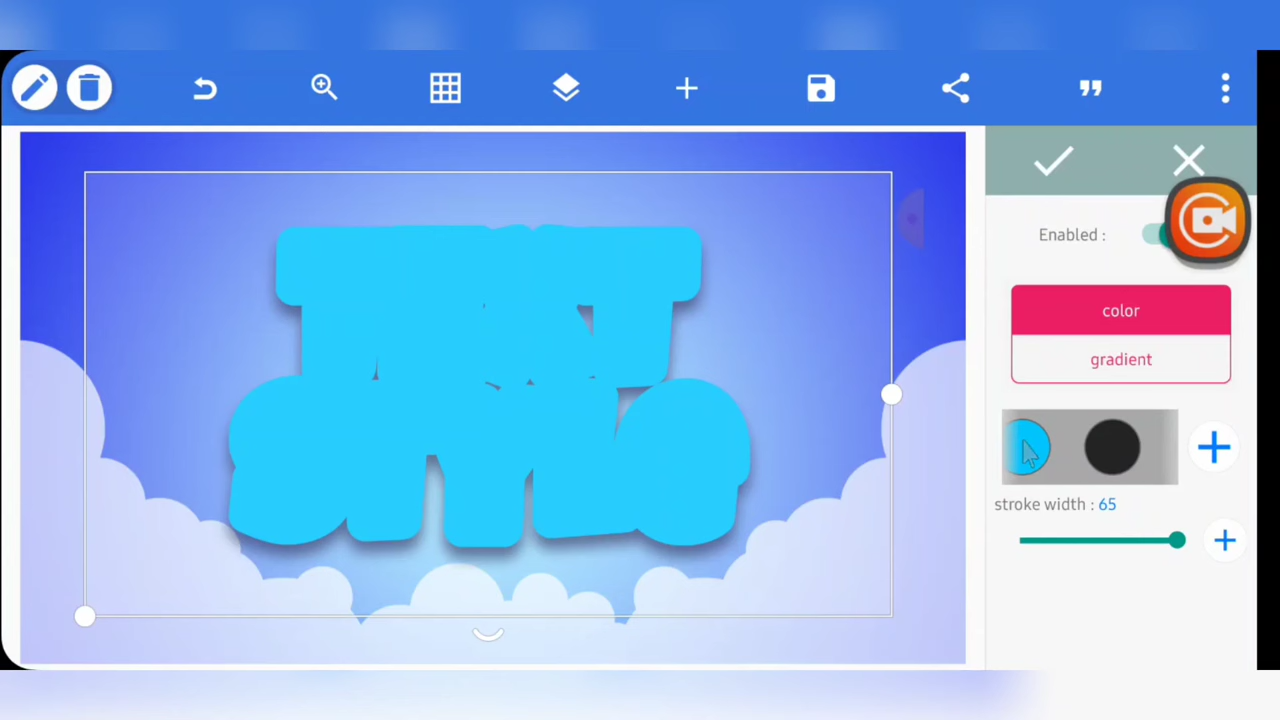 Enabled :
color
gradient
stroke width : 65